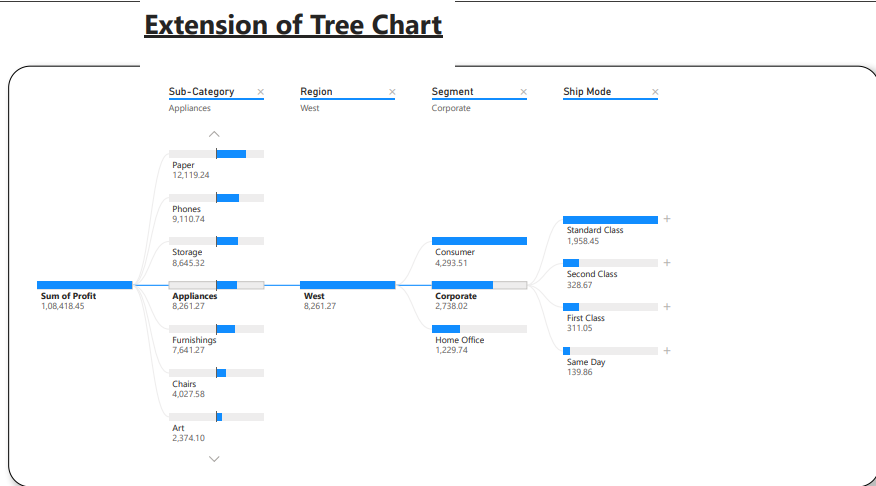 Extension of Tree Chart
Sub-Category ×
Appliances
Region ×
West
Segment ×
Corporate
Ship Mode ×
Sum of Profit
1,08,418.45
Paper
12,119.24
Phones
9,110.74
Storage
8,645.32
Appliances
8,261.27
Furnishings
7,641.27
Chairs
4,027.58
Art
2,374.10
West
8,261.27
Consumer
4,293.51
Corporate
2,738.02
Home Office
1,229.74
Standard Class
1,958.45
Second Class
328.67
First Class
311.05
Same Day
139.86